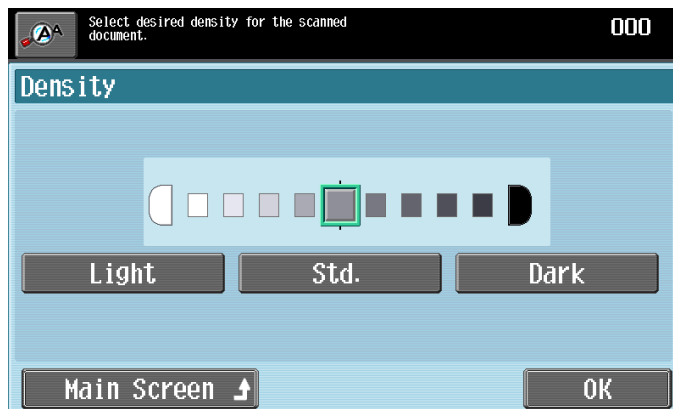 Select desired density for the scanned
document.
000
Density
Light Std. Dark
Main Screen OK